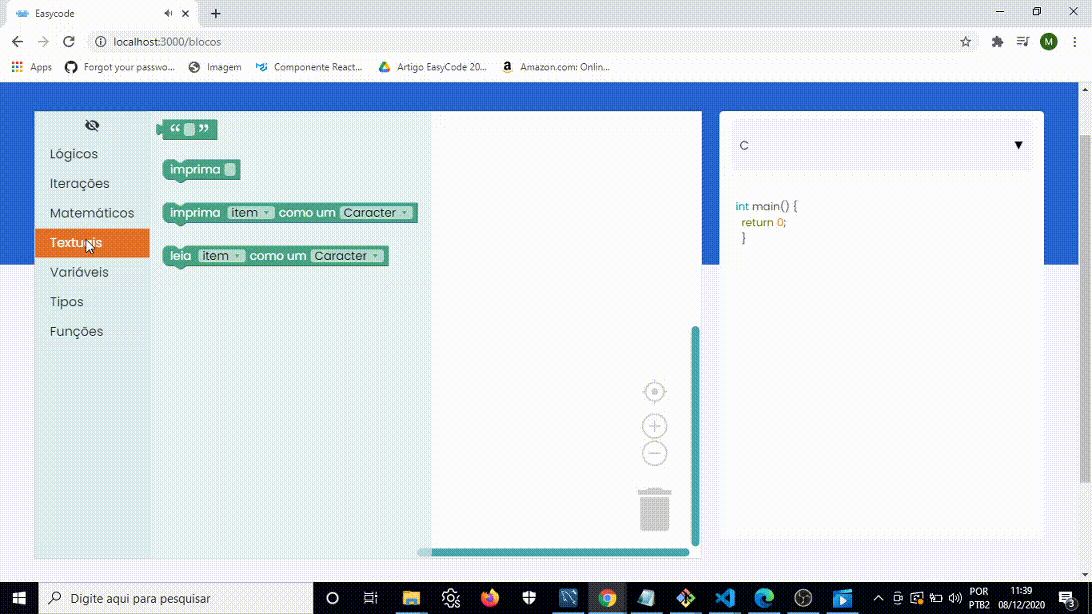 Easycode
localhost:3000/blocos
M
Apps
Forgot your passwo...
Imagem
Componente React...
Artigo EasyCode 20...
Amazon.com: Onlin...
Lógicos
Iterações
Matemáticos
Textuais
Variáveis
Tipos
Funções
“ ”
imprima
imprima item como um Caracter
leia item como um Caracter
C
int main() {
return 0;
}
Digite aqui para pesquisar
POR
PTB2
11:39
08/12/2020